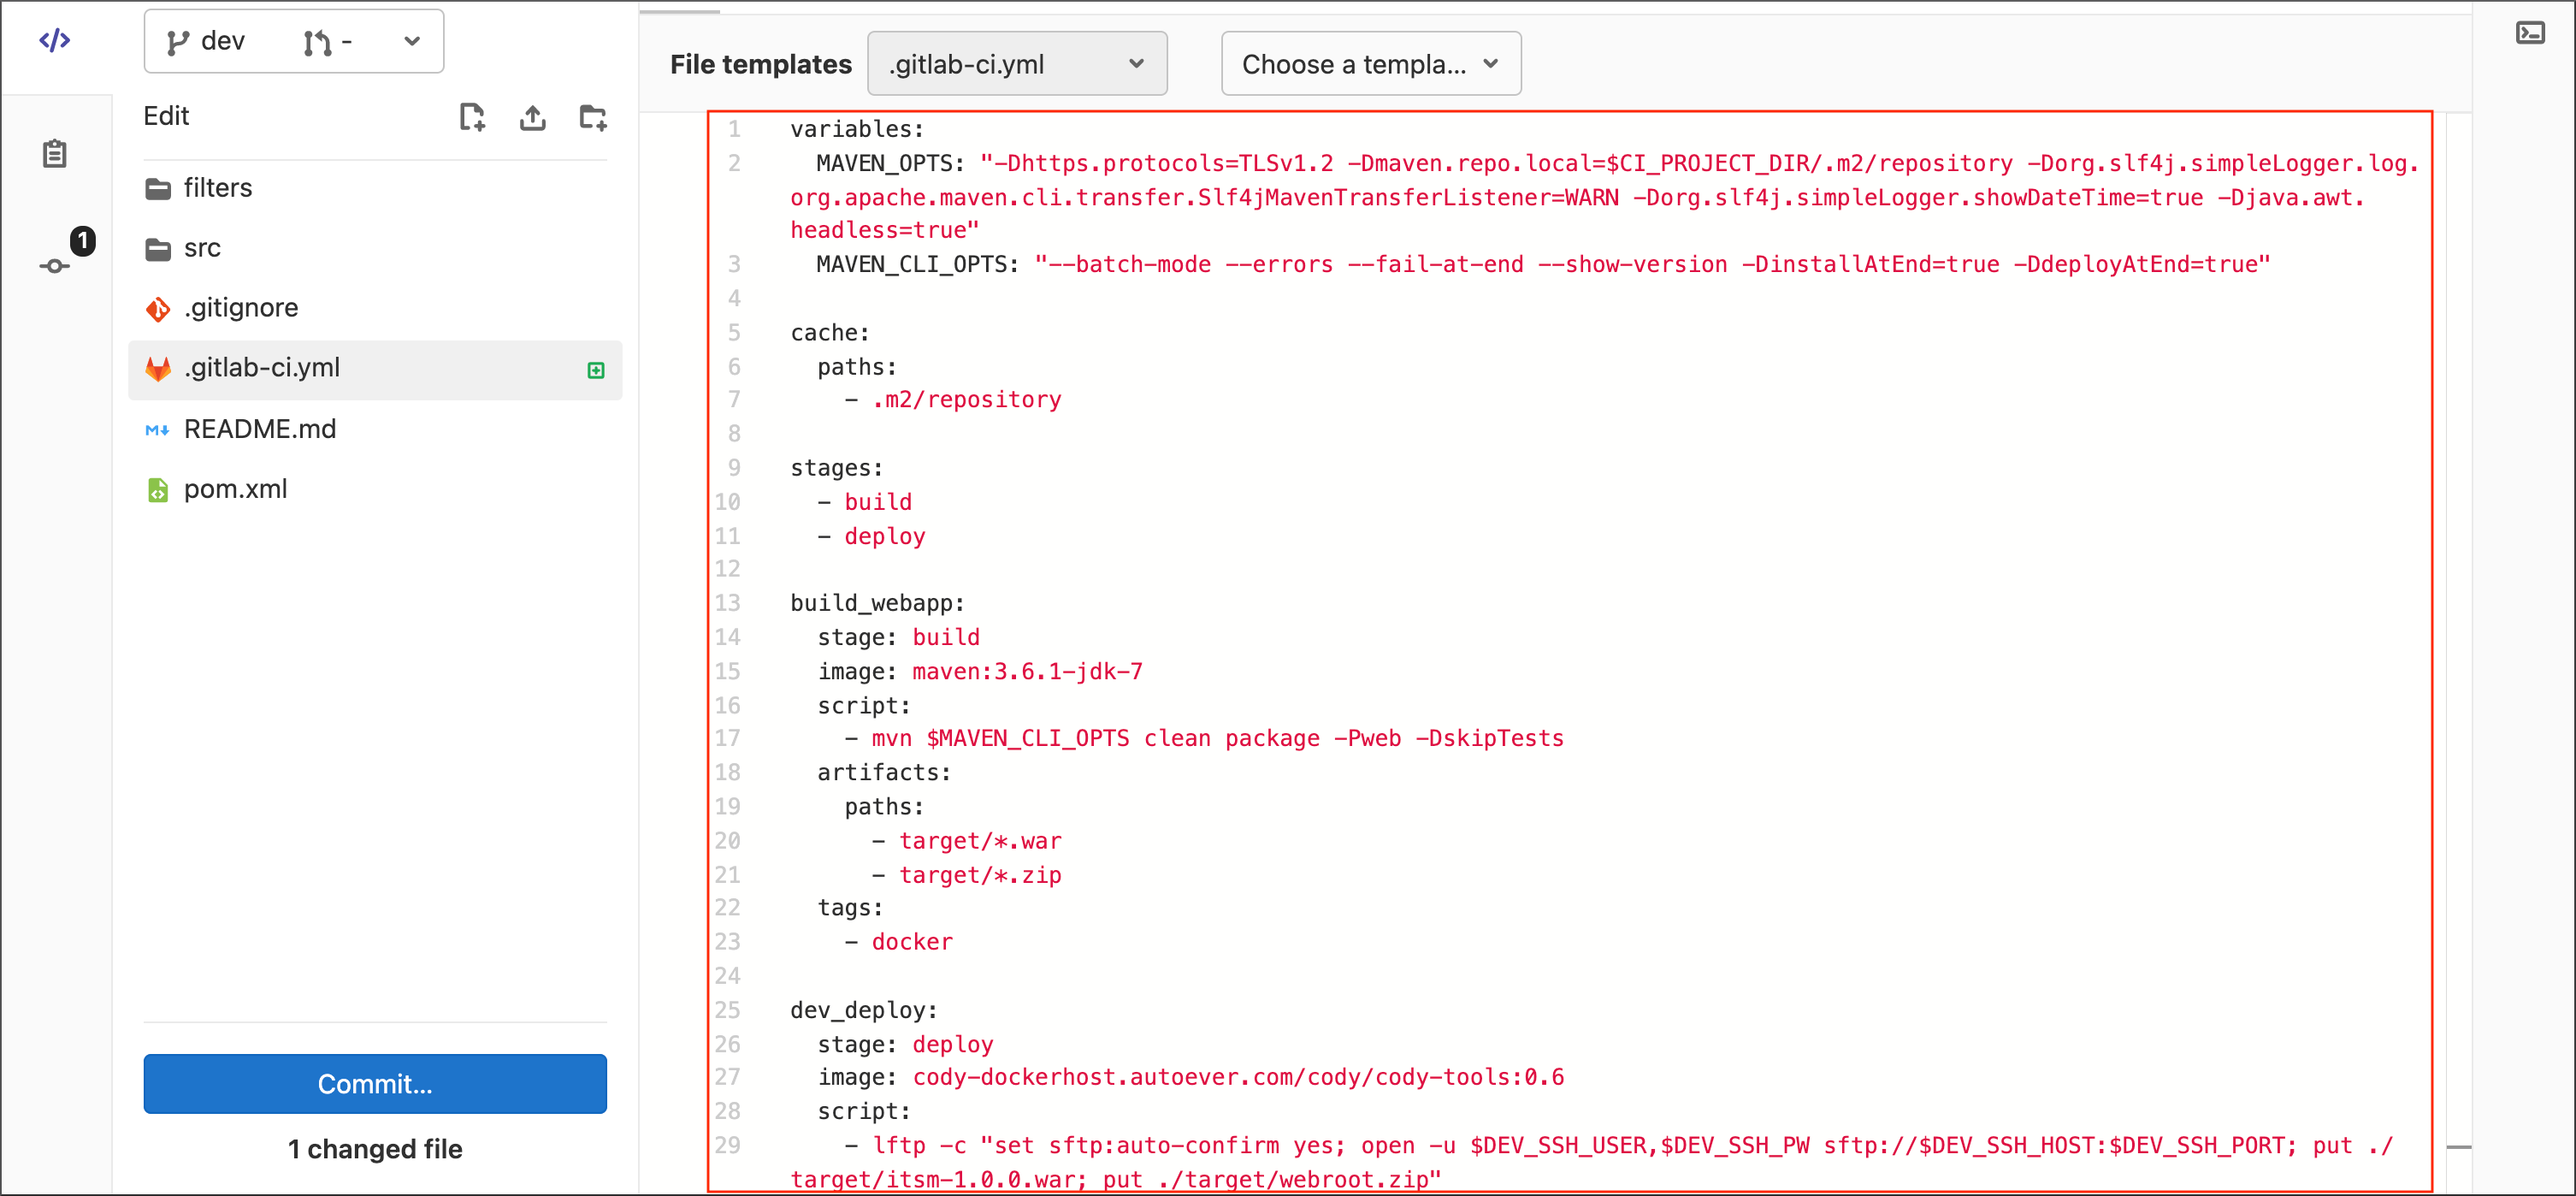 dev -
Edit
filters
src
1
.gitignore
.gitlab-ci.yml
README.md
pom.xml
Commit...
1 changed file
File templates .gitlab-ci.yml Choose a templa...
1 variables:
2 MAVEN_OPTS: "-Dhttps.protocols=TLSv1.2 -Dmaven.repo.local=$CI_PROJECT_DIR/.m2/repository -Dorg.slf4j.simpleLogger.log.
org.apache.maven.cli.transfer.Slf4jMavenTransferListener=WARN -Dorg.slf4j.simpleLogger.showDateTime=true -Djava.awt.
headless=true"
3 MAVEN_CLI_OPTS: "--batch-mode --errors --fail-at-end --show-version -DinstallAtEnd=true -DdeployAtEnd=true"
4
5 cache:
6 paths:
7 - .m2/repository
8
9 stages:
10 - build
11 - deploy
12
13 build_webapp:
14 stage: build
15 image: maven:3.6.1-jdk-7
16 script:
17 - mvn $MAVEN_CLI_OPTS clean package -Pweb -DskipTests
18 artifacts:
19 paths:
20 - target/*.war
21 - target/*.zip
22 tags:
23 - docker
24
25 dev_deploy:
26 stage: deploy
27 image: cody-dockerhost.autoever.com/cody/cody-tools:0.6
28 script:
29 - lftp -c "set sftp:auto-confirm yes; open -u $DEV_SSH_USER,$DEV_SSH_PW sftp://$DEV_SSH_HOST:$DEV_SSH_PORT; put ./
target/itsm-1.0.0.war; put ./target/webroot.zip"